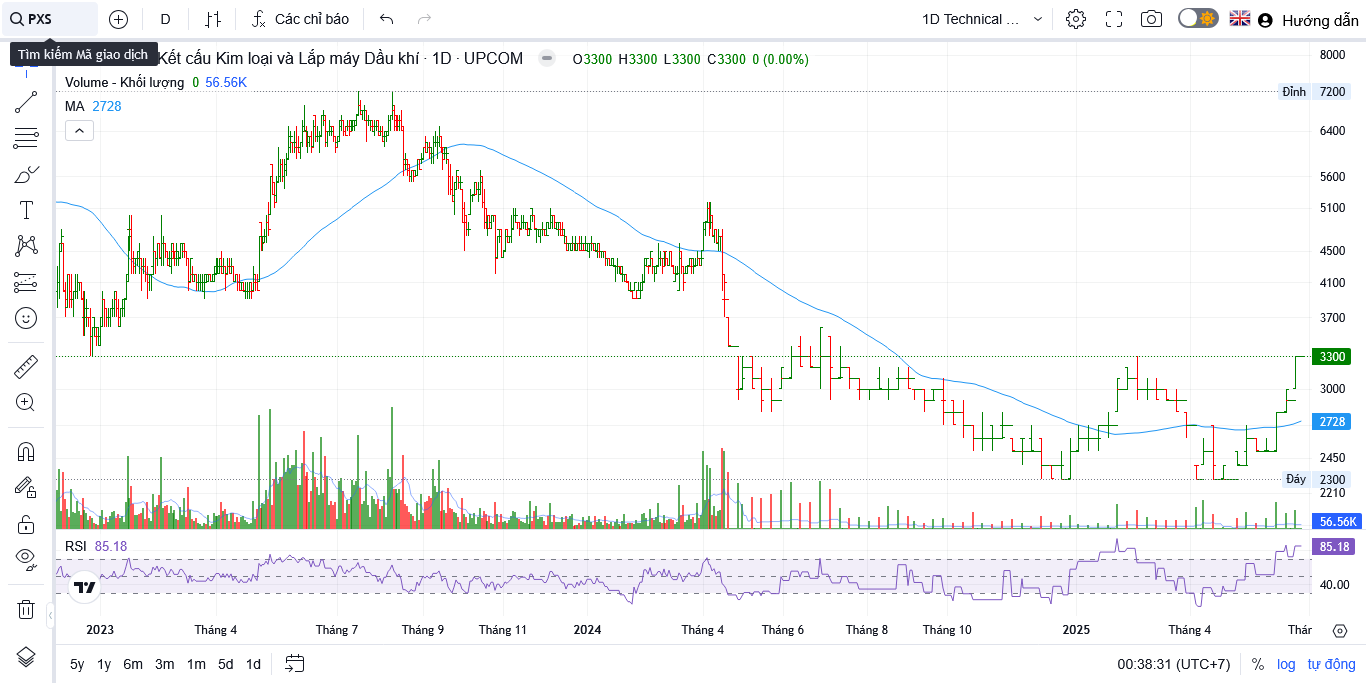 PXS
D
Các chỉ báo
1D Technical ...
Hướng dẫn
Tìm kiếm Mã giao dịch
Kết cấu Kim loại và Lắp máy Dầu khí · 1D · UPCOM
O3300 H3300 L3300 C3300 0 (0.00%)
Volume - Khối lượng 0 56.56K
MA 2728
8000
Đỉnh 7200
6400
5600
5100
4500
4100
3700
3300
3000
2728
2450
Đáy 2300
2210
56.56K
RSI 85.18
85.18
40.00
2023 Tháng 4 Tháng 7 Tháng 9 Tháng 11 2024 Tháng 4 Tháng 6 Tháng 8 Tháng 10 2025 Tháng 4 Thár
5y 1y 6m 3m 1m 5d 1d
00:38:31 (UTC+7) % log tự động